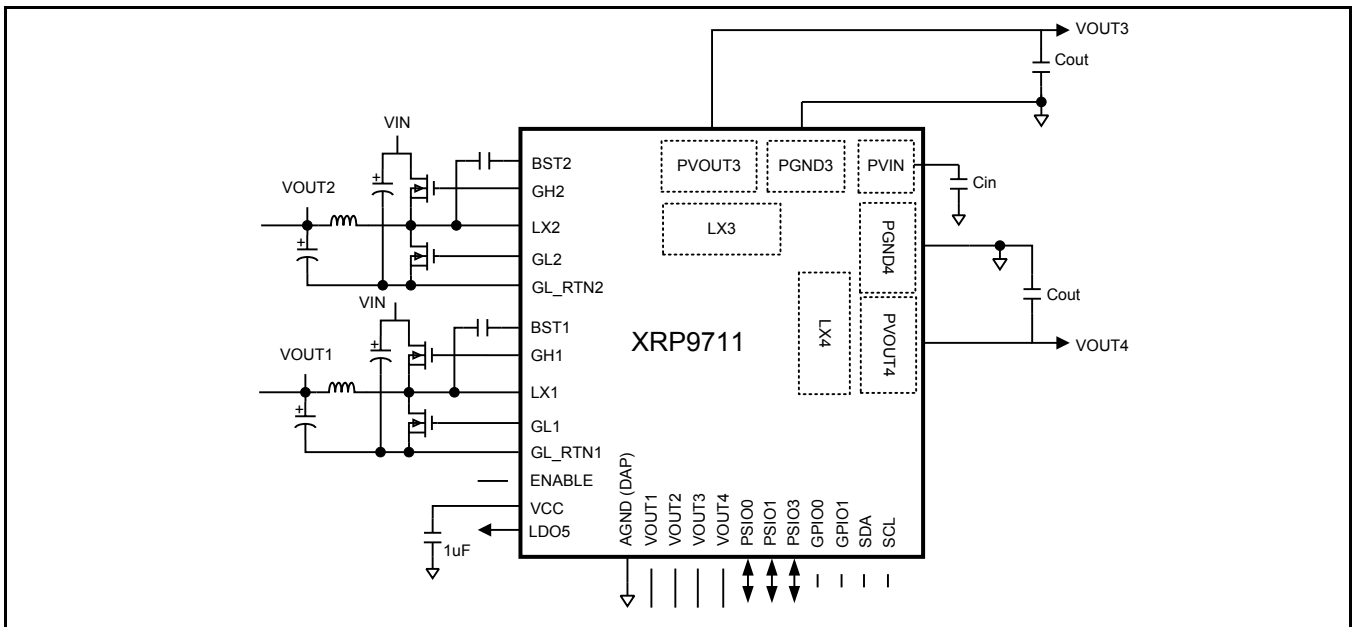 VOUT3
Cout
VIN
BST2
PVOUT3
PGND3
PVIN
Cin
GH2
VOUT2
+
+
LX2
LX3
PGND4
GL2
GL_RTN2
VIN
Cout
BST1
XRP9711
LX4
PVOUT4
VOUT4
VOUT1
+
+
GH1
LX1
GL1
GL_RTN1
ENABLE
VCC
LDO5
1uF
AGND (DAP)
VOUT1
VOUT2
VOUT3
VOUT4
PSIO0
PSIO1
PSIO3
GPIO0
GPIO1
SDA
SCL